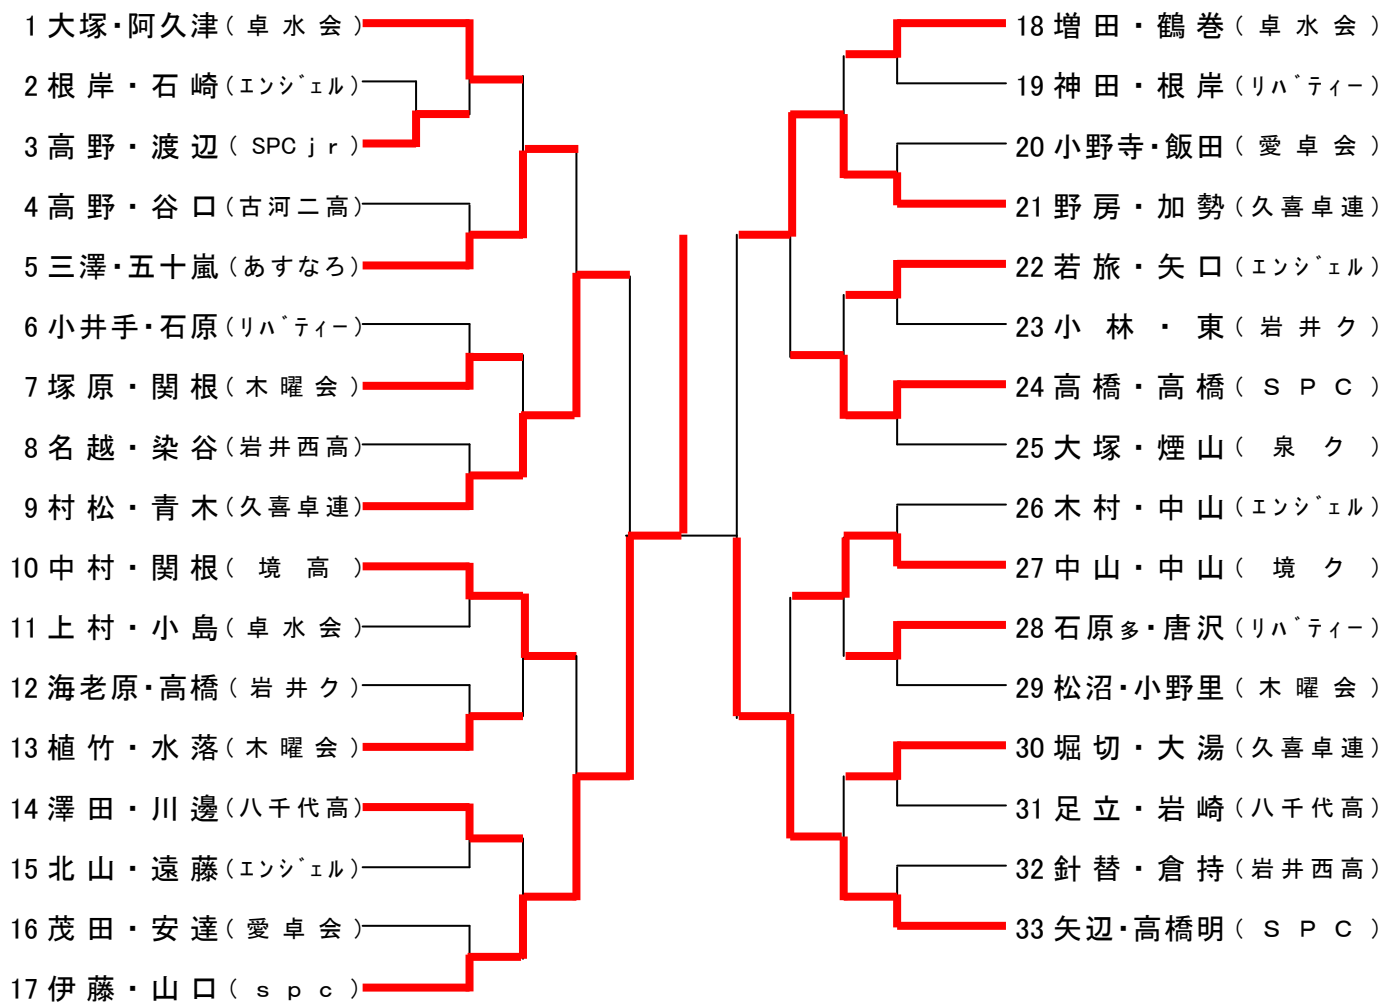 1 大塚・阿久津(卓水会)
2 根岸・石崎(ｴﾝｼﾞｪﾙ)
3 高野・渡辺(SPCｊｒ)
4 高野・谷口(古河二高)
5 三澤・五十嵐(あすなろ)
6 小井手・石原(ﾘﾊﾞﾃｨｰ)
7 塚原・関根(木曜会)
8 名越・染谷(岩井西高)
9 村松・青木(久喜卓連)
10 中村・関根(境高)
11 上村・小島(卓水会)
12 海老原・高橋(岩井ク)
13 植竹・水落(木曜会)
14 澤田・川邊(八千代高)
15 北山・遠藤(ｴﾝｼﾞｪﾙ)
16 茂田・安達(愛卓会)
17 伊藤・山口(ｓｐｃ)
18 増田・鶴巻(卓水会)
19 神田・根岸(ﾘﾊﾞﾃｨｰ)
20 小野寺・飯田(愛卓会)
21 野房・加勢(久喜卓連)
22 若旅・矢口(ｴﾝｼﾞｪﾙ)
23 小林・東(岩井ク)
24 高橋・高橋(ＳＰＣ)
25 大塚・煙山(泉ク)
26 木村・中山(ｴﾝｼﾞｪﾙ)
27 中山・中山(境ク)
28 石原多・唐沢(ﾘﾊﾞﾃｨｰ)
29 松沼・小野里(木曜会)
30 堀切・大湯(久喜卓連)
31 足立・岩崎(八千代高)
32 針替・倉持(岩井西高)
33 矢辺・高橋明(ＳＰＣ)